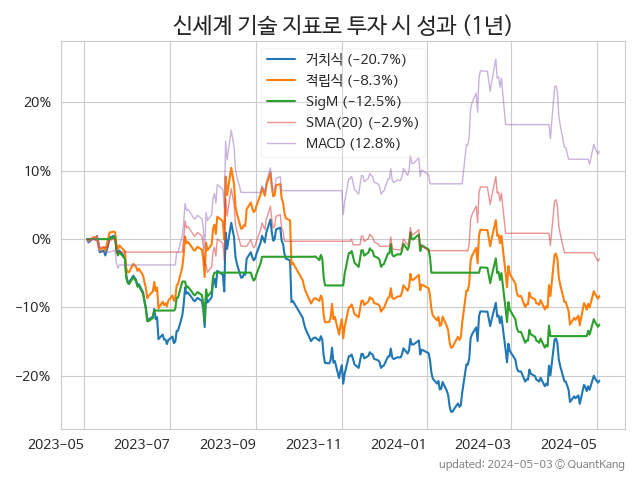 신세계 기술 지표로 투자 시 성과 (1년)
거치식 (−20.7%)
적립식 (−8.3%)
SigM (−12.5%)
SMA(20) (−2.9%)
MACD (12.8%)
20%
10%
0%
−10%
−20%
2023-05 2023-07 2023-09 2023-11 2024-01 2024-03 2024-05
updated: 2024-05-03 ⓒ QuantKang